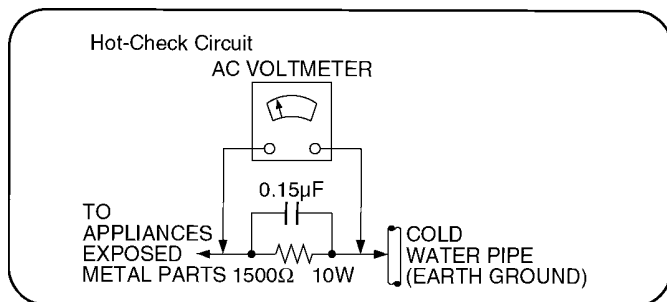 Hot-Check Circuit
AC VOLTMETER
0.15µF
TO
APPLIANCES
EXPOSED
METAL PARTS
1500Ω 10W
COLD
WATER PIPE
(EARTH GROUND)